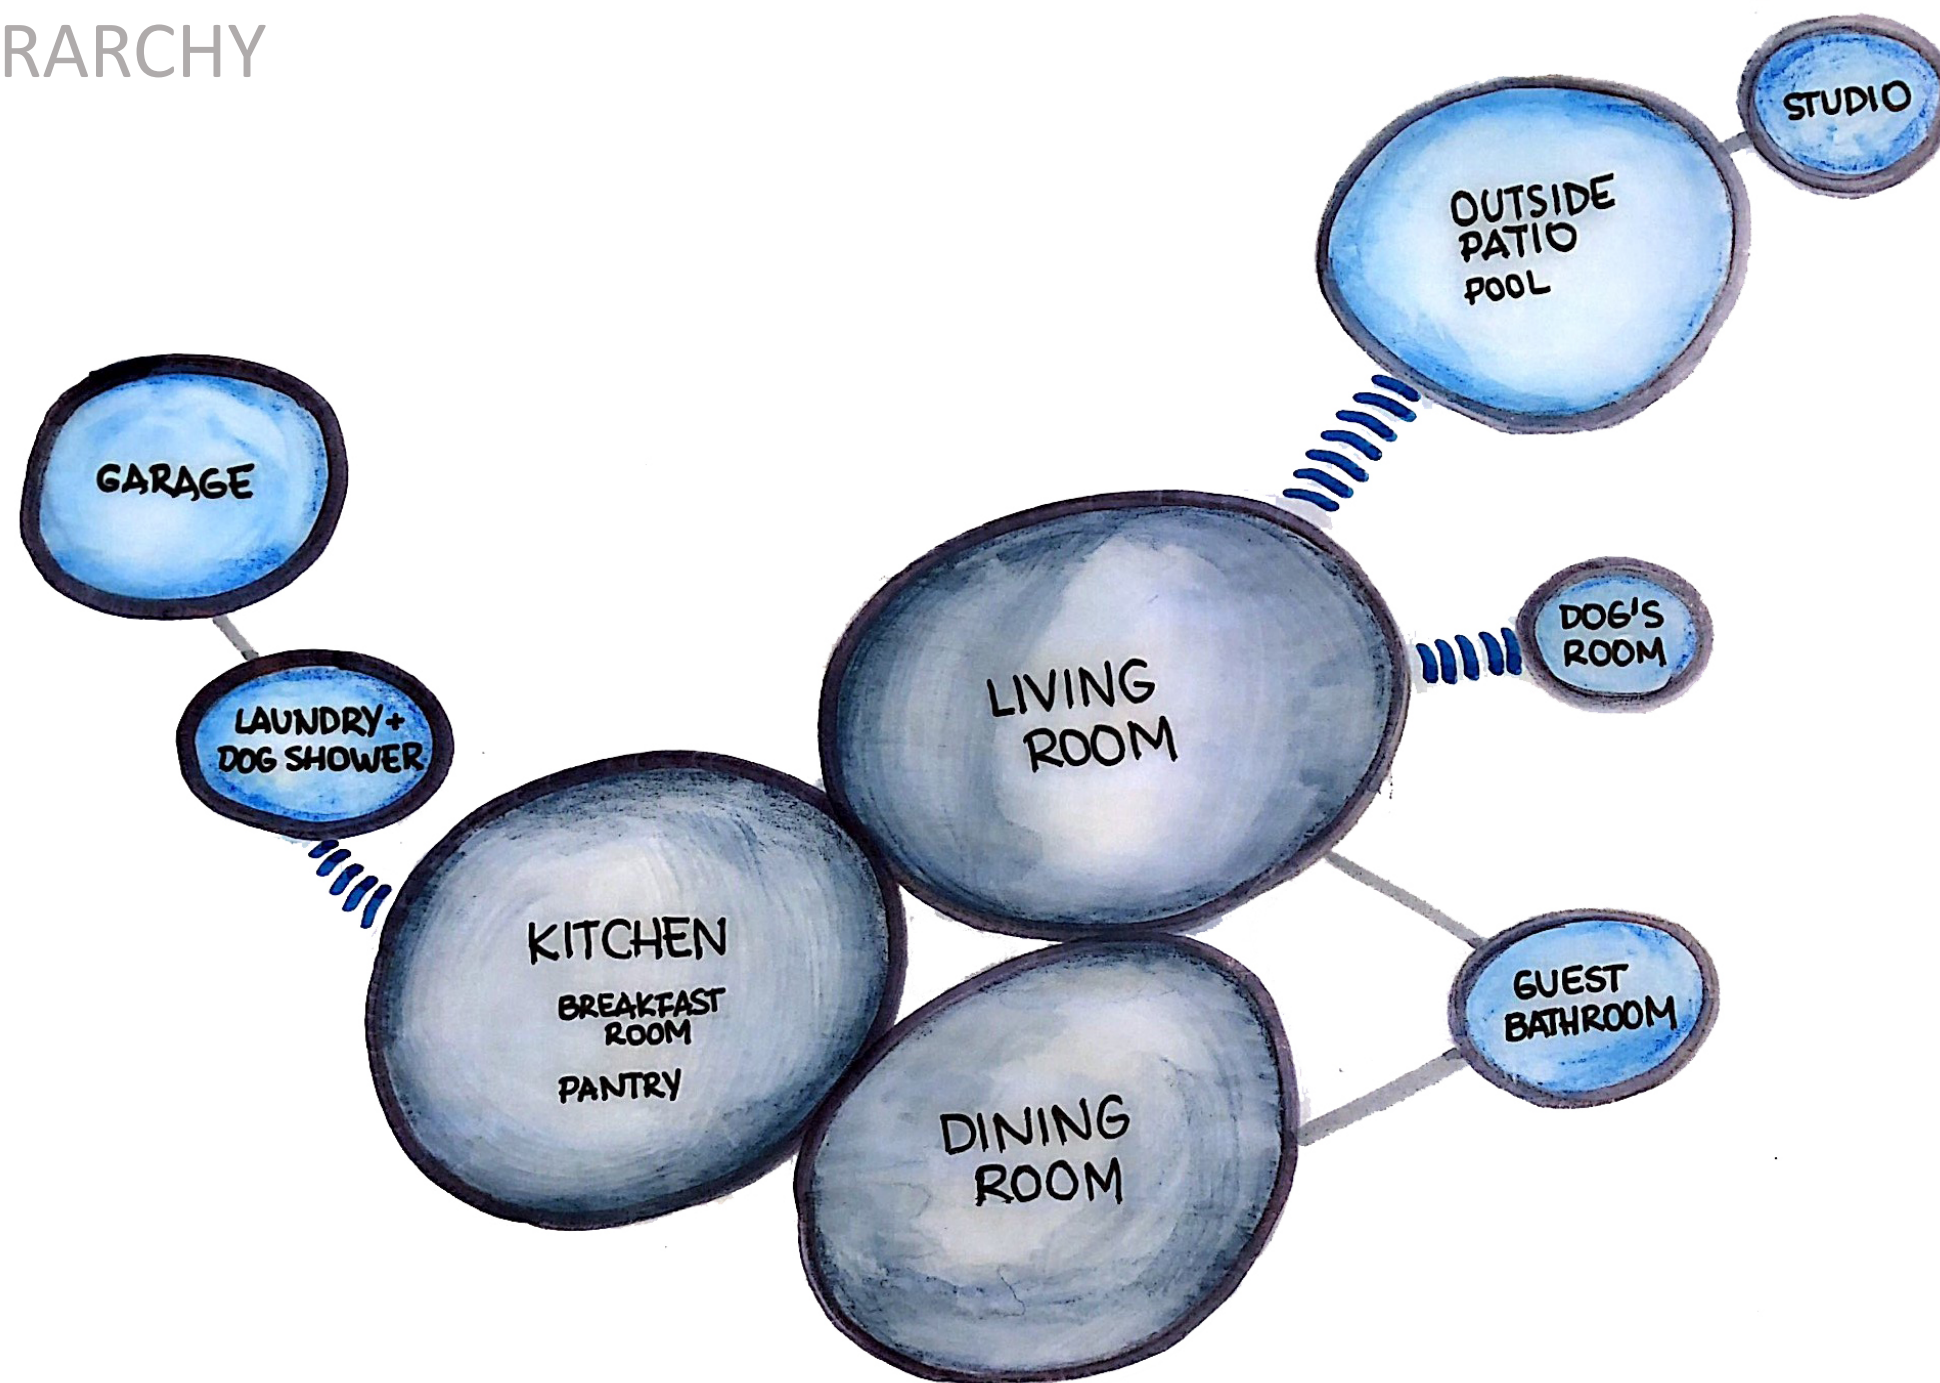 RARCHY
STUDIO
OUTSIDE
PATIO
POOL
GARAGE
DOG'S
ROOM
LAUNDRY+
DOG SHOWER
LIVING
ROOM
KITCHEN
BREAKFAST
ROOM
PANTRY
GUEST
BATHROOM
DINING
ROOM